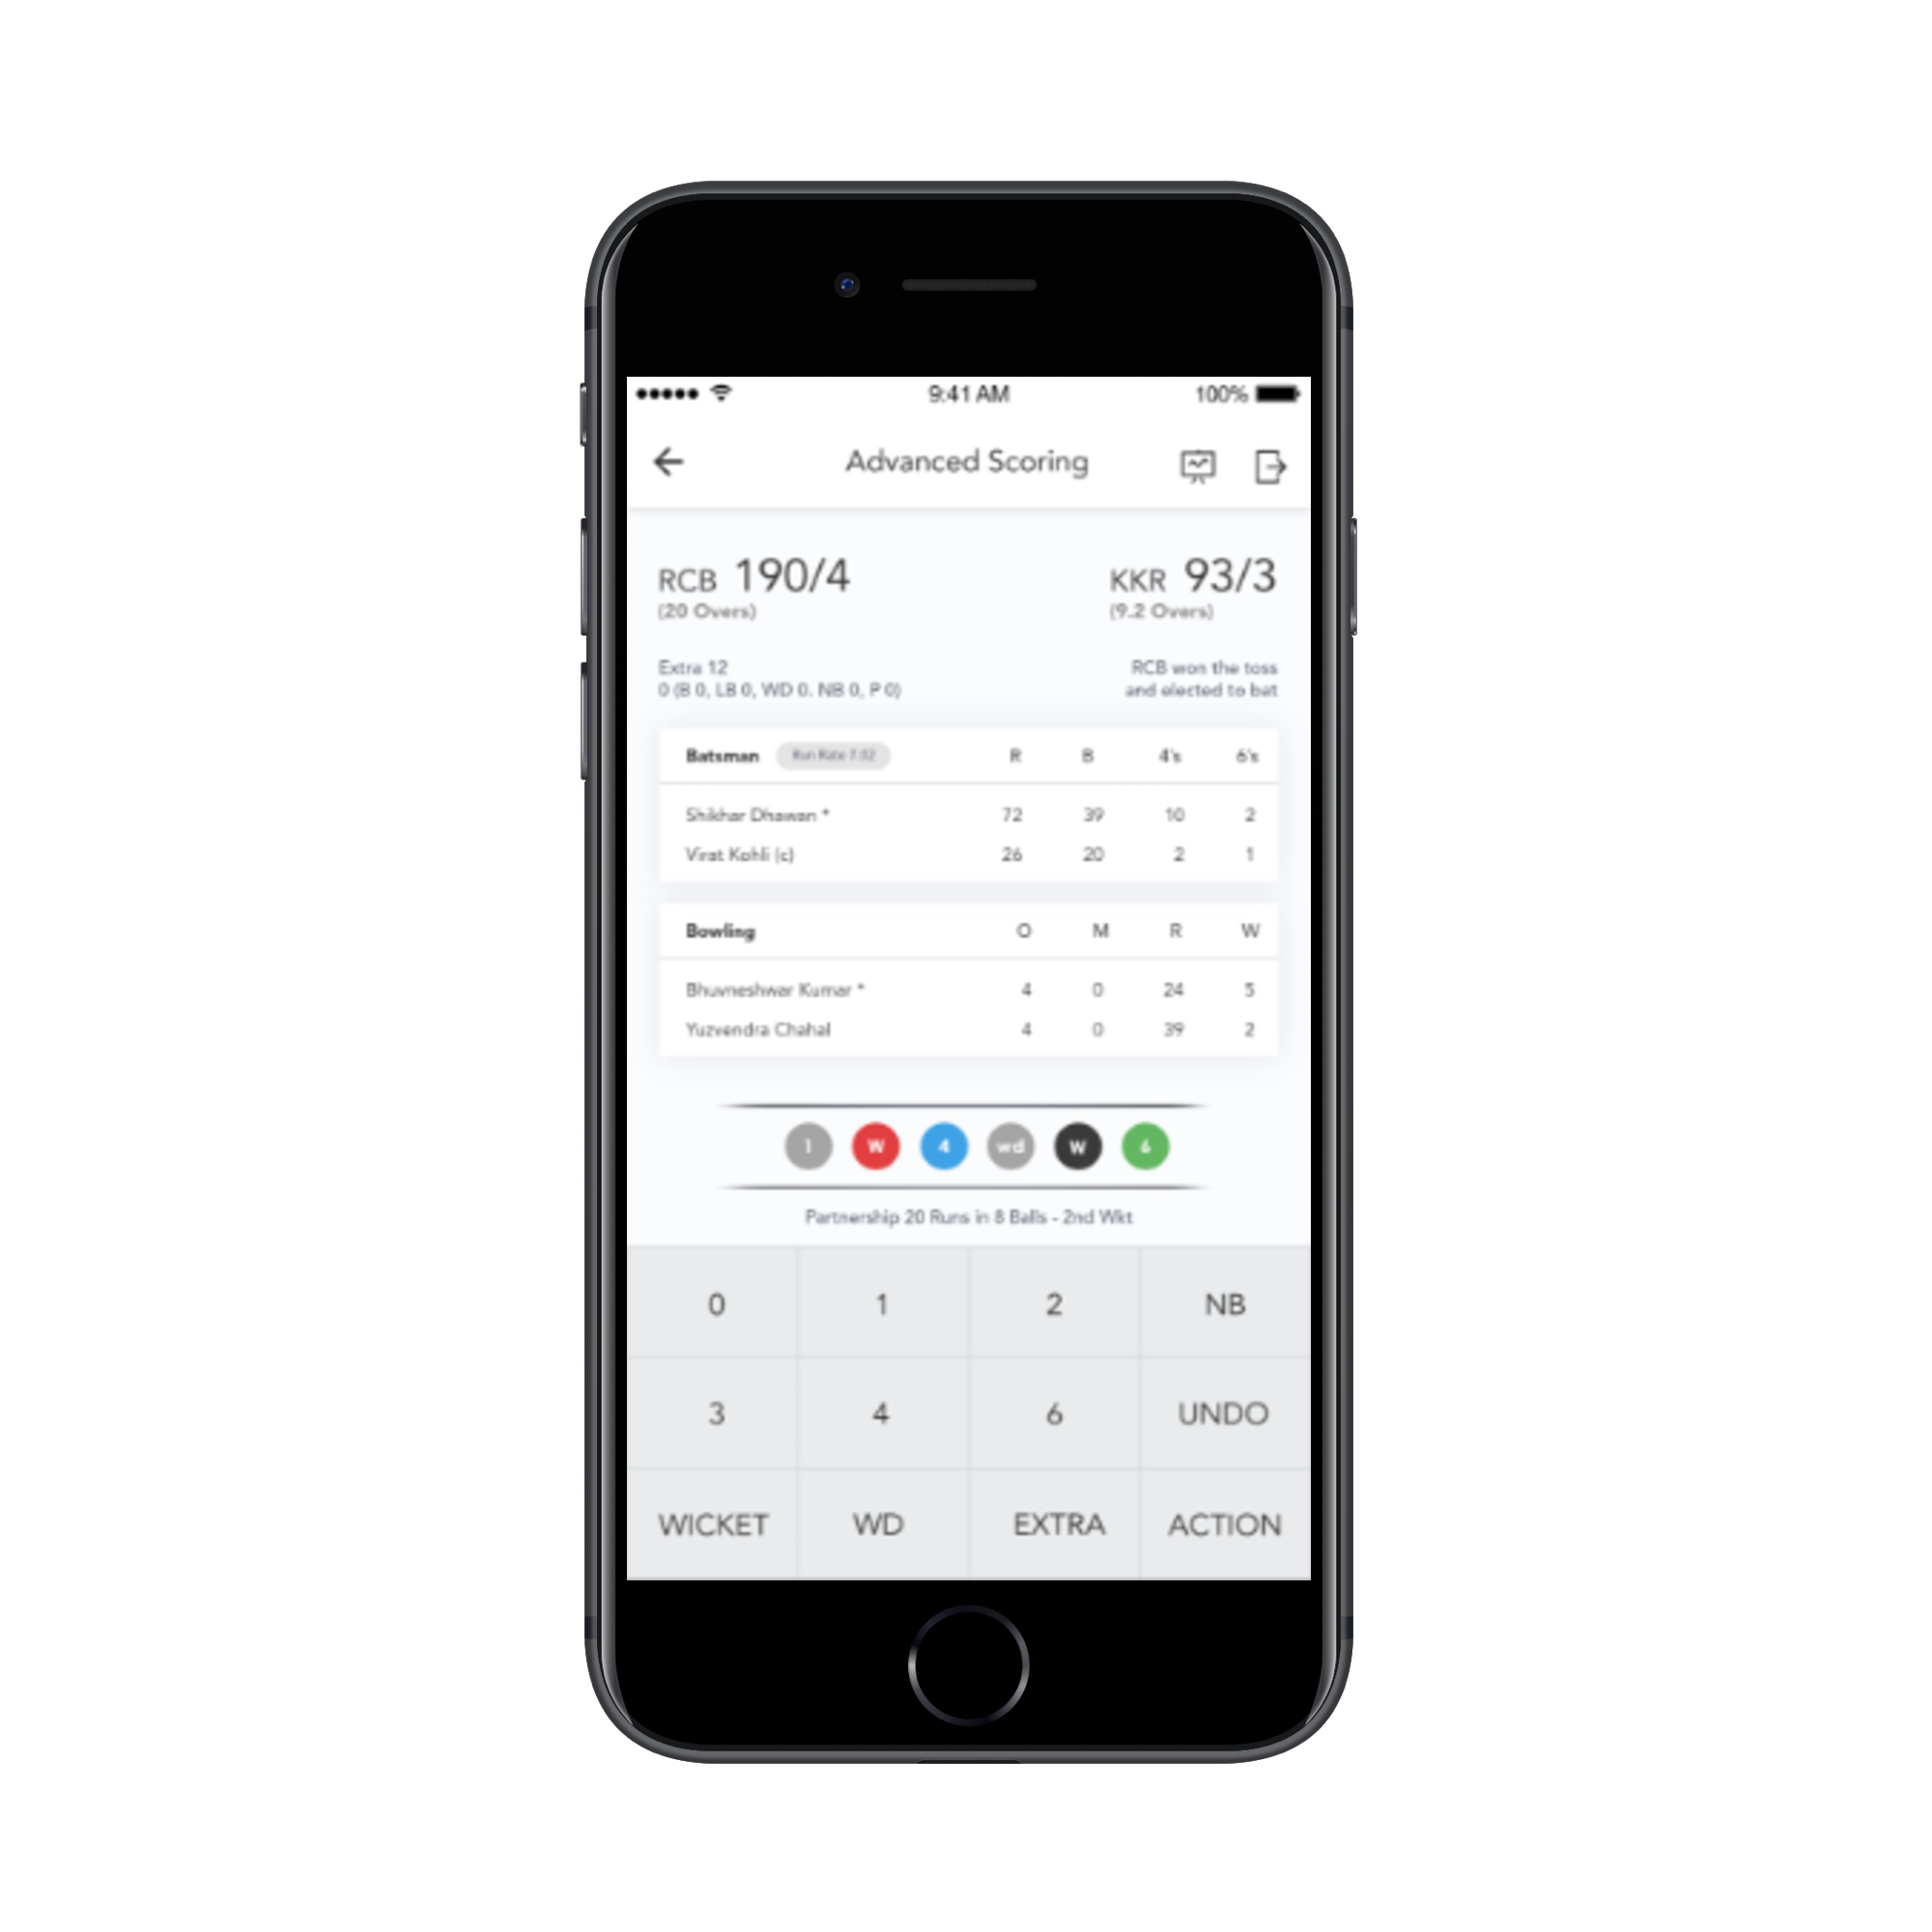 9:41 AM 100%
Advanced Scoring
RCB 190/4 KKR 93/3
(20 Overs) (9.2 Overs)
Extra 12 RCB won the toss
0 (B 0, LB 0, WD 0. NB 0, P 0) and elected to bat
Batsman Run Rate 7.02 R B 4's 6's
Shikhar Dhawan * 72 39 10 2
Virat Kohli (c) 26 20 2 1
Bowling O M R W
Bhuvneshwar Kumar * 4 0 24 5
Yuzvendra Chahal 4 0 39 2
1 W 4 wd W 6
Partnership 20 Runs in 8 Balls - 2nd Wkt
0 1 2 NB
3 4 6 UNDO
WICKET WD EXTRA ACTION